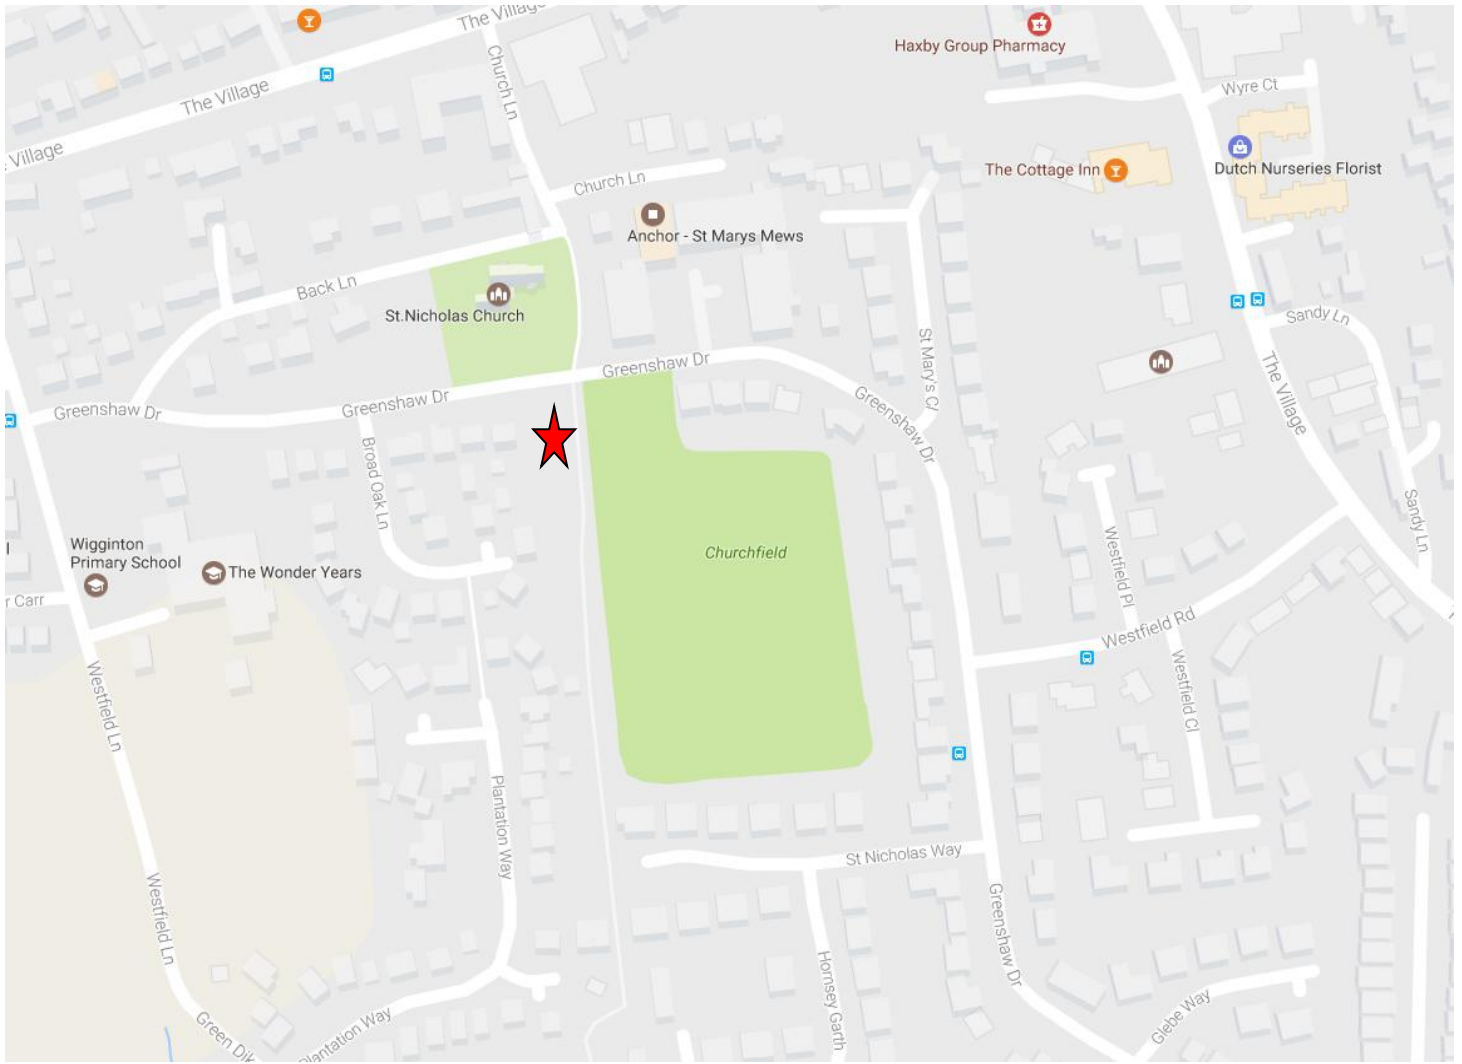 The Village
Haxby Group Pharmacy
The Village
Church Ln
Wyre Ct
Village
Church Ln
The Cottage Inn
Dutch Nurseries Florist
Anchor - St Marys Mews
Back Ln
St.Nicholas Church
Sandy Ln
St Mary's Cl
The Village
Greenshaw Dr
Greenshaw Dr
Greenshaw Dr
Greenshaw Dr
Broad Oak Ln
Sandy Ln
Wigginton
Primary School
The Wonder Years
Churchfield
Westfield Pl
r Carr
Westfield Rd
Westfield Ln
Westfield Cl
Plantation Way
St Nicholas Way
Westfield Ln
Greenshaw Dr
Hornsey Garth
Glebe Way
Green Dik
Plantation Way